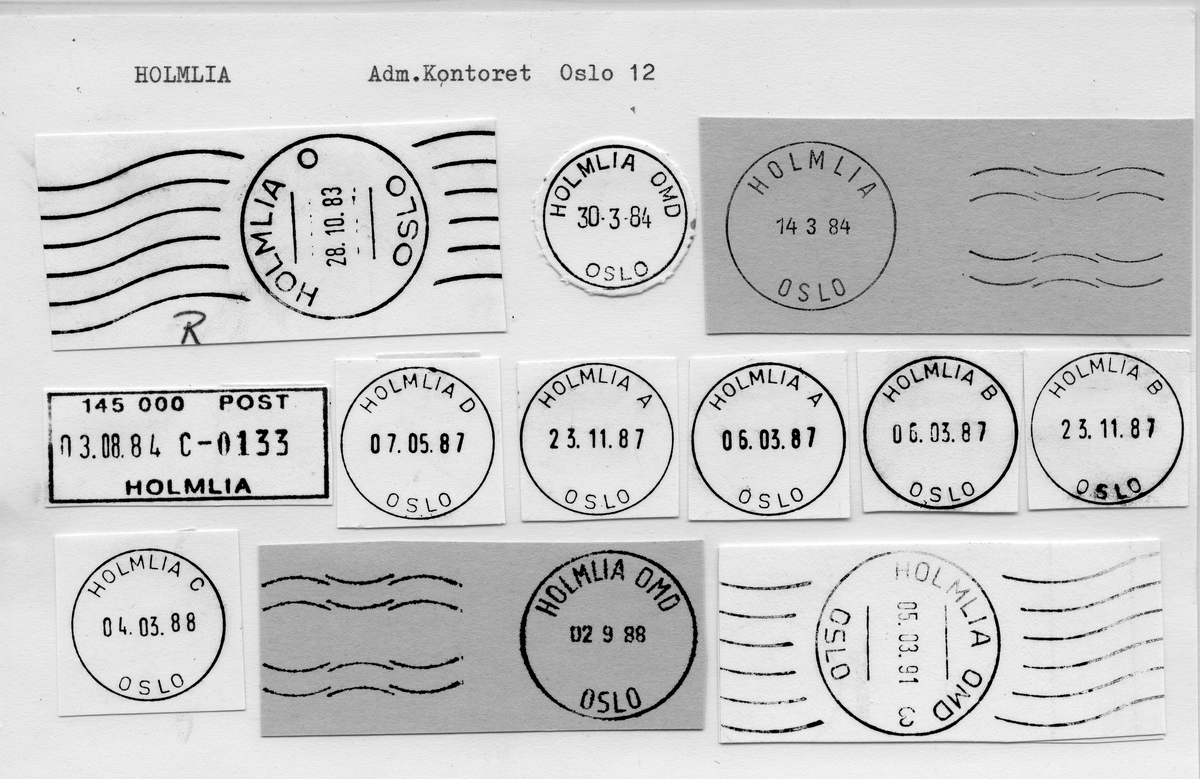 HOLMLIA Adm.Kontoret Oslo 12
HOLMLIA O
28.10.83
OSLO
R
HOLMLIA OMD
30-3-84
OSLO
HOLMLIA
14 3 84
OSLO
145 000 POST
03.08.84 C-0133
HOLMLIA
HOLMLIA D
07.05.87
OSLO
HOLMLIA A
23.11.87
OSLO
HOLMLIA A
06.03.87
OSLO
HOLMLIA B
06.03.87
OSLO
HOLMLIA B
23.11.87
OSLO
HOLMLIA C
04.03.88
OSLO
HOLMLIA OMD
02 9 88
OSLO
HOLMLIA OMD 3
05.03.91
OSLO